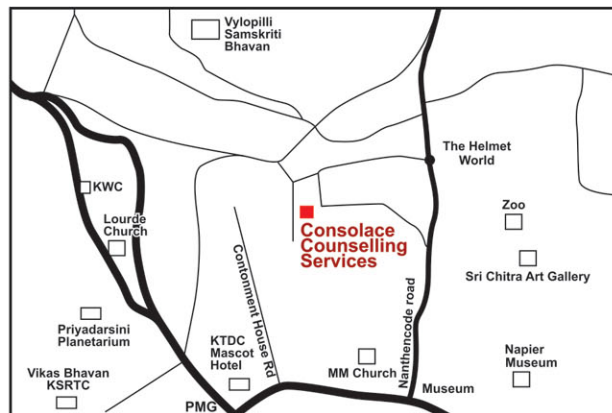 Vylopilli
Samskriti
Bhavan
The Helmet
World
KWC
Lourde
Church
Zoo
Consolace
Counselling
Services
Sri Chitra Art Gallery
Contonment House Rd
Nanthencode road
Priyadarsini
Planetarium
KTDC
Mascot
Hotel
MM Church
Napier
Museum
Vikas Bhavan
KSRTC
Museum
PMG